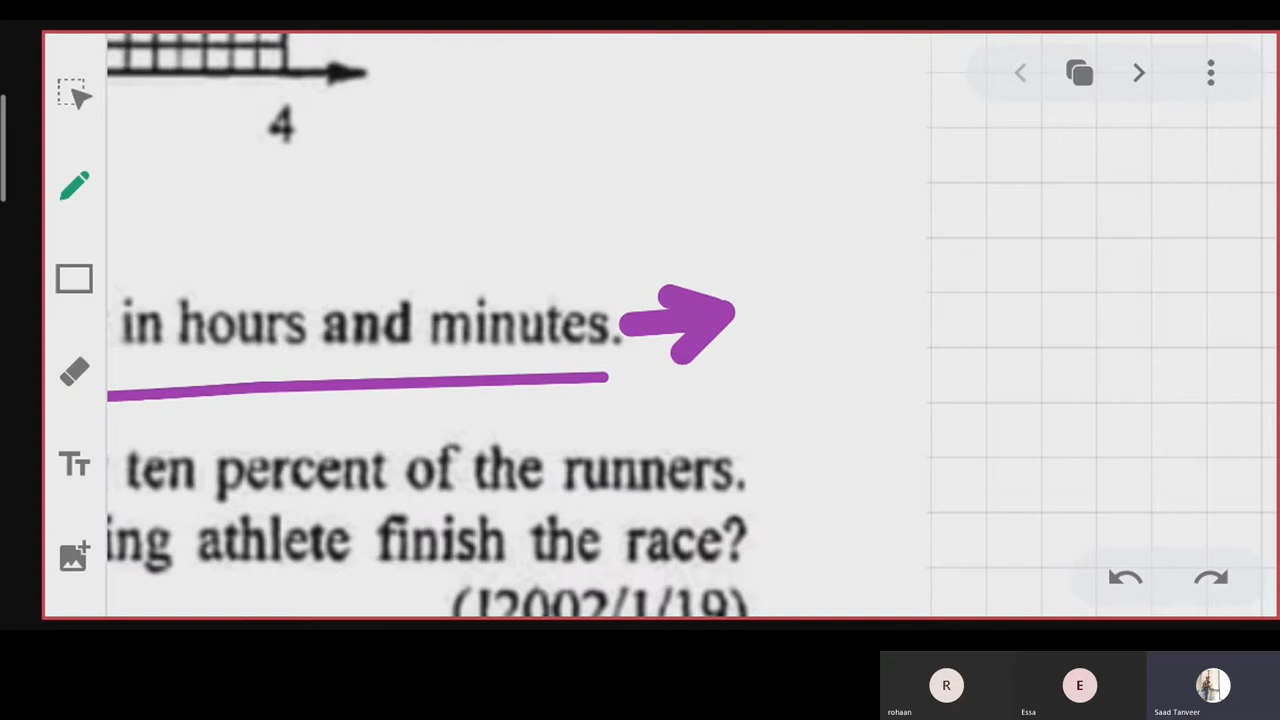 4
in hours and minutes.
ten percent of the runners.
ing athlete finish the race?
(J2002/1/19)
TT
R
E
rohaan
Essa
Saad Tanveer